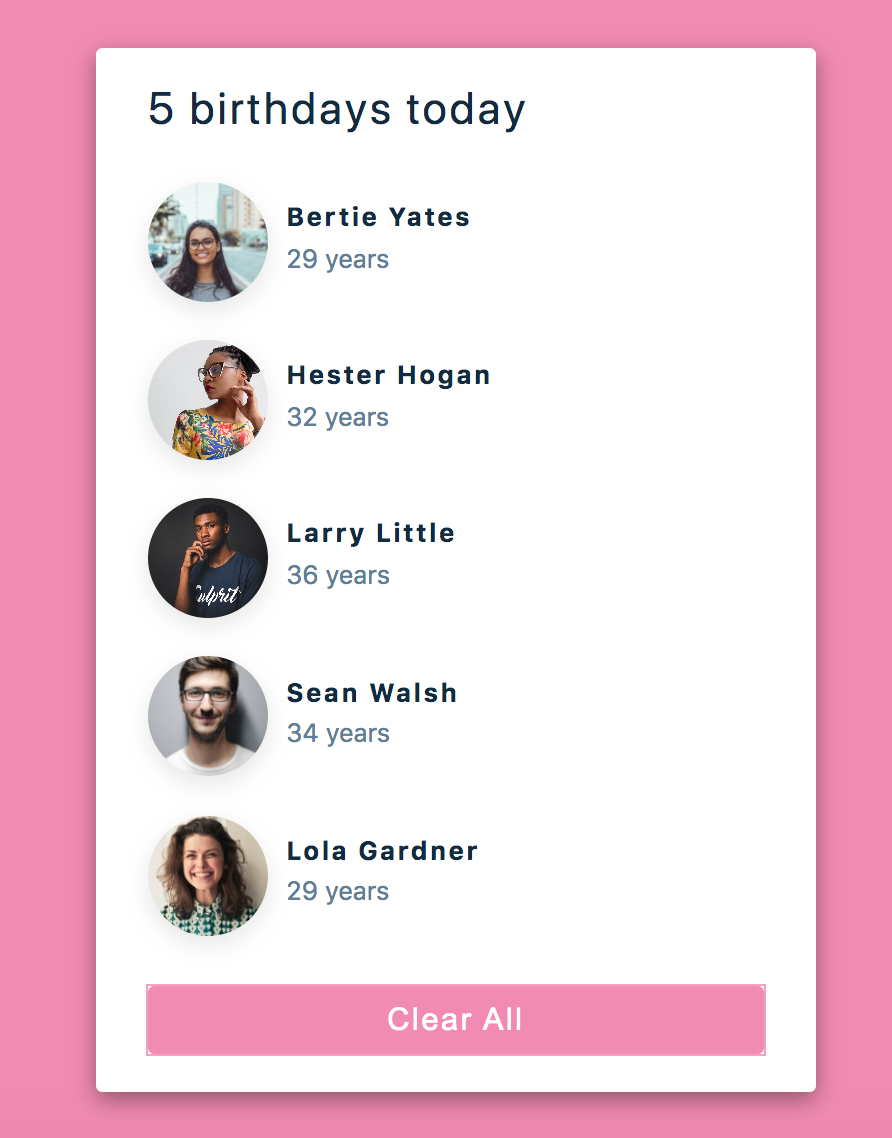 5 birthdays today
Bertie Yates
29 years
Hester Hogan
32 years
Larry Little
36 years
ulprit
Sean Walsh
34 years
Lola Gardner
29 years
Clear All